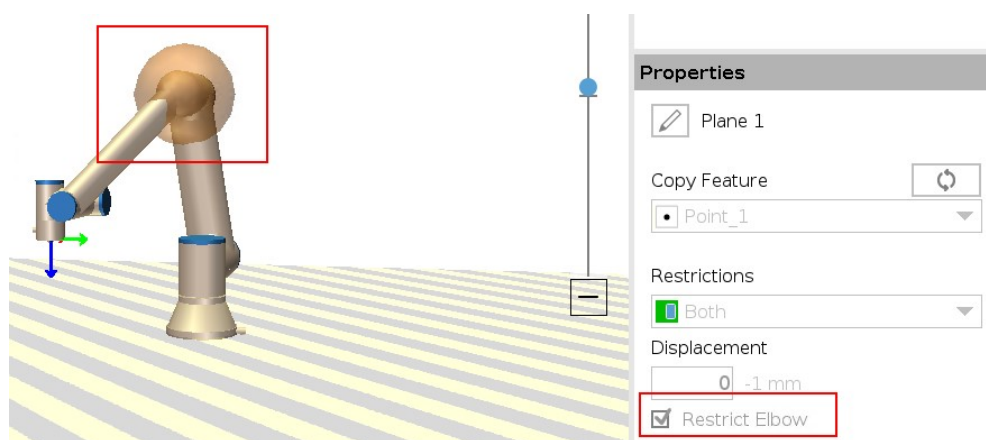 Properties
Plane 1
Copy Feature
Point_1
Restrictions
Both
Displacement
0 -1 mm
Restrict Elbow